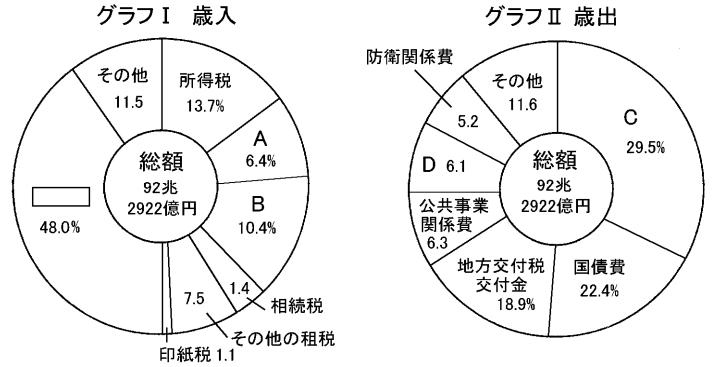 グラフⅠ 歳入
その他
11.5
所得税
13.7%
A
6.4%
B
10.4%
1.4
相続税
7.5
その他の租税
印紙税 1.1
48.0%
総額
92兆
2922億円
グラフⅡ 歳出
防衛関係費
5.2
その他
11.6
C
29.5%
国債費
22.4%
地方交付税
交付金
18.9%
公共事業
関係費
6.3
D 6.1
総額
92兆
2922億円